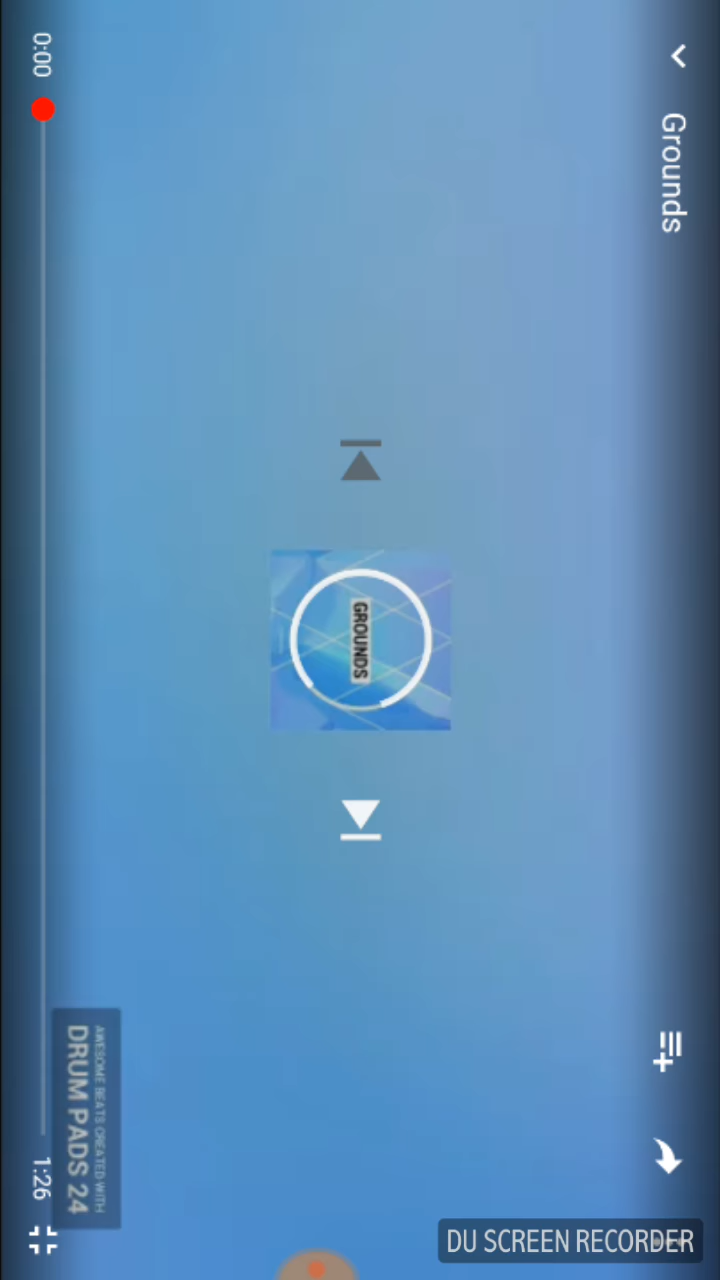 Grounds
GROUNDS
AWESOME BEATS CREATED WITH
DRUM PADS 24
0:00
1:26
DU SCREEN RECORDER